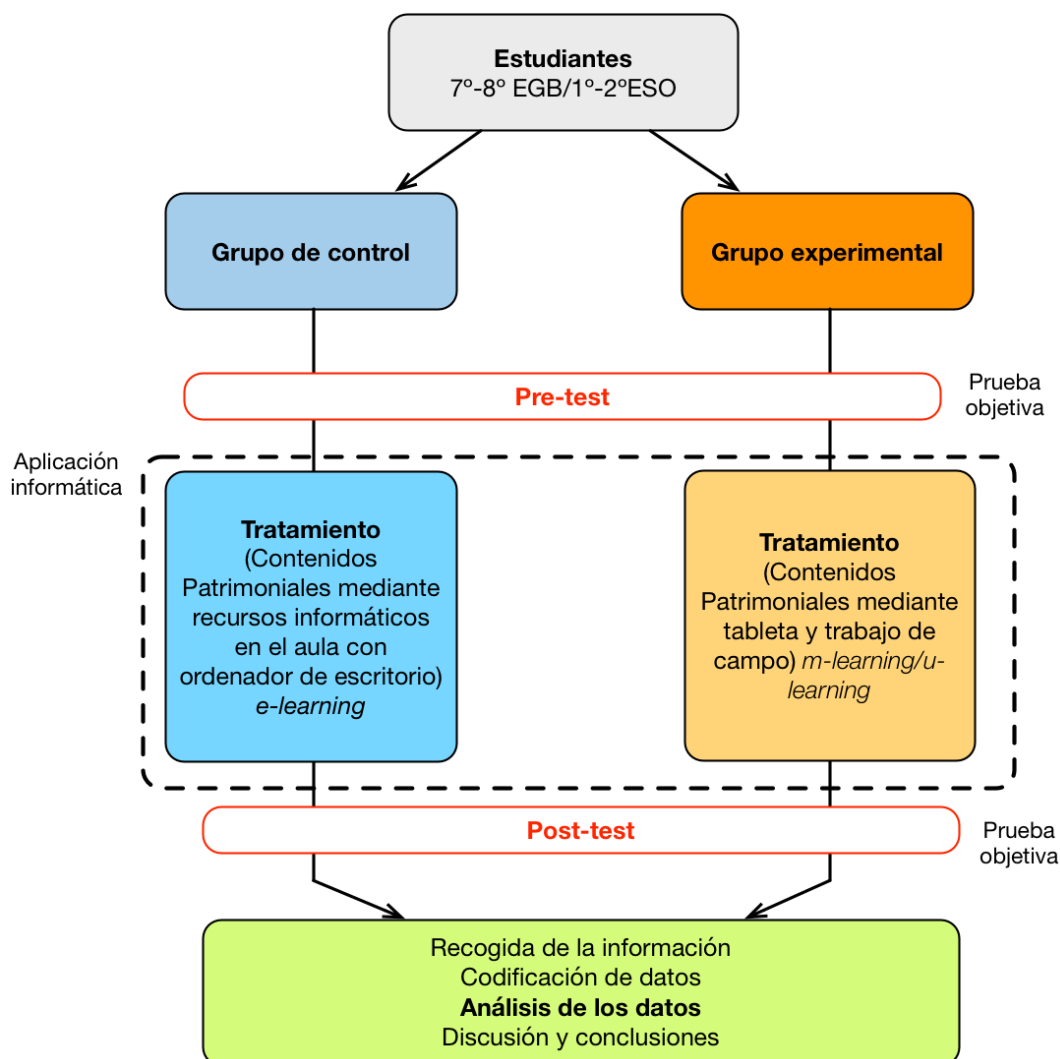 Estudiantes
7º-8º EGB/1º-2ºESO
Grupo de control
Grupo experimental
Pre-test
Prueba
objetiva
Aplicación
informática
Tratamiento
(Contenidos
Patrimoniales mediante
recursos informáticos
en el aula con
ordenador de escritorio)
e-learning
Tratamiento
(Contenidos
Patrimoniales mediante
tableta y trabajo de
campo) m-learning/u-
learning
Post-test
Prueba
objetiva
Recogida de la información
Codificación de datos
Análisis de los datos
Discusión y conclusiones